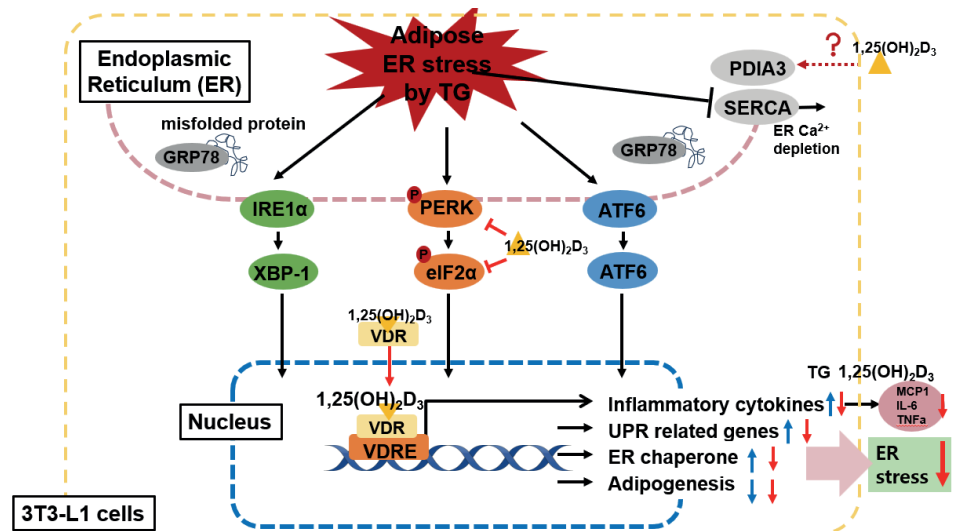 Adipose
ER stress
by TG
Endoplasmic
Reticulum (ER)
?
1,25(OH)₂D₃
PDIA3
SERCA
ER Ca²⁺
depletion
misfolded protein
GRP78
GRP78
IRE1α
P
PERK
ATF6
1,25(OH)₂D₃
XBP-1
P
eIF2α
ATF6
1,25(OH)₂D₃
VDR
Nucleus
1,25(OH)₂D₃
VDR
VDRE
TG 1,25(OH)₂D₃
Inflammatory cytokines
MCP1
IL-6
TNFa
UPR related genes
ER chaperone
Adipogenesis
ER
stress
3T3-L1 cells